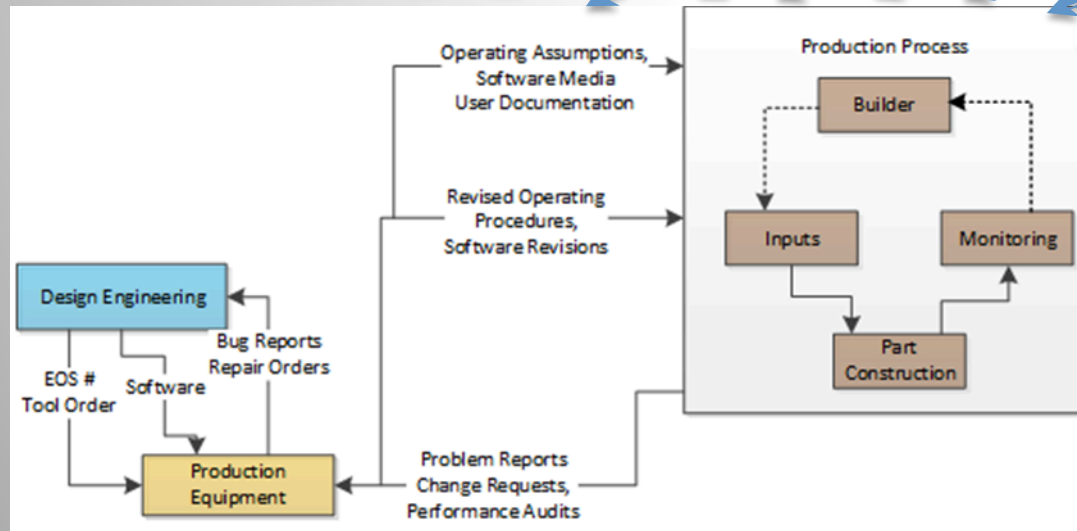 Operating Assumptions,
Software Media
User Documentation
Production Process
Builder
Revised Operating
Procedures,
Software Revisions
Inputs
Monitoring
Design Engineering
Bug Reports
Repair Orders
EOS #
Tool Order
Software
Part
Construction
Production
Equipment
Problem Reports
Change Requests,
Performance Audits